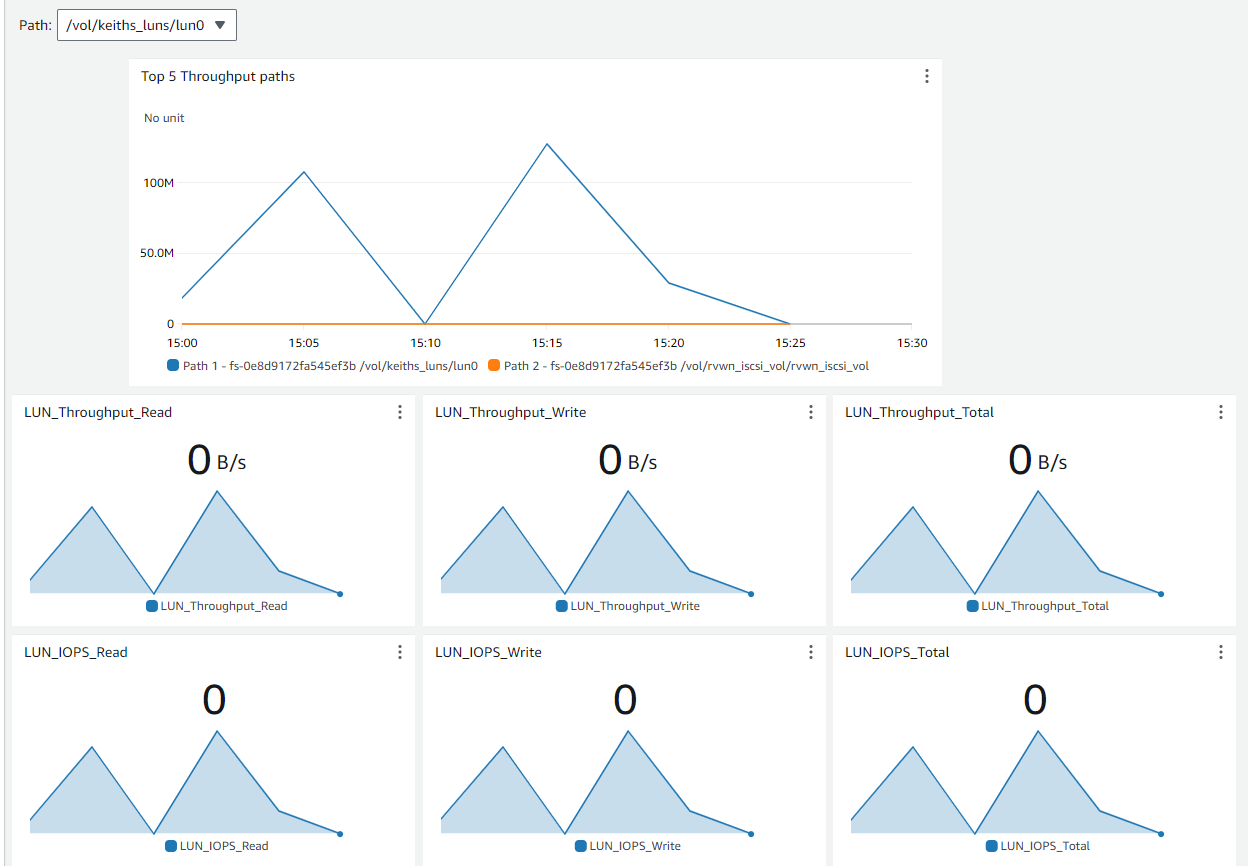 Path: /vol/keiths_luns/lun0
Top 5 Throughput paths
No unit
100M
50.0M
0
15:00 15:05 15:10 15:15 15:20 15:25 15:30
Path 1 - fs-0e8d9172fa545ef3b /vol/keiths_luns/lun0 Path 2 - fs-0e8d9172fa545ef3b /vol/rvwn_iscsi_vol/rvwn_iscsi_vol
LUN_Throughput_Read
0 B/s
LUN_Throughput_Read
LUN_Throughput_Write
0 B/s
LUN_Throughput_Write
LUN_Throughput_Total
0 B/s
LUN_Throughput_Total
LUN_IOPS_Read
0
LUN_IOPS_Read
LUN_IOPS_Write
0
LUN_IOPS_Write
LUN_IOPS_Total
0
LUN_IOPS_Total